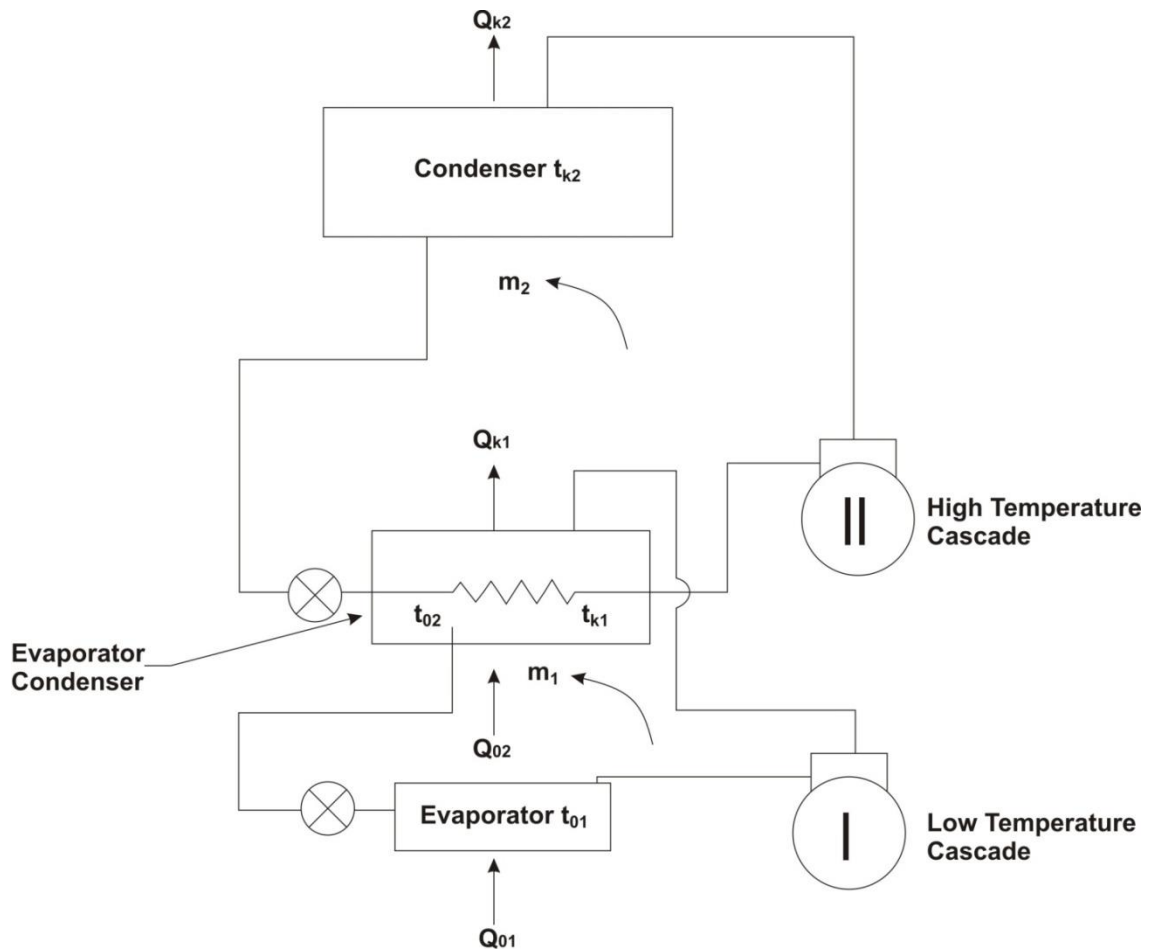 Qk2
Condenser tk2
m2
Qk1
High Temperature
Cascade
II
t02
tk1
Evaporator
Condenser
m1
Q02
Evaporator t01
I
Low Temperature
Cascade
Q01